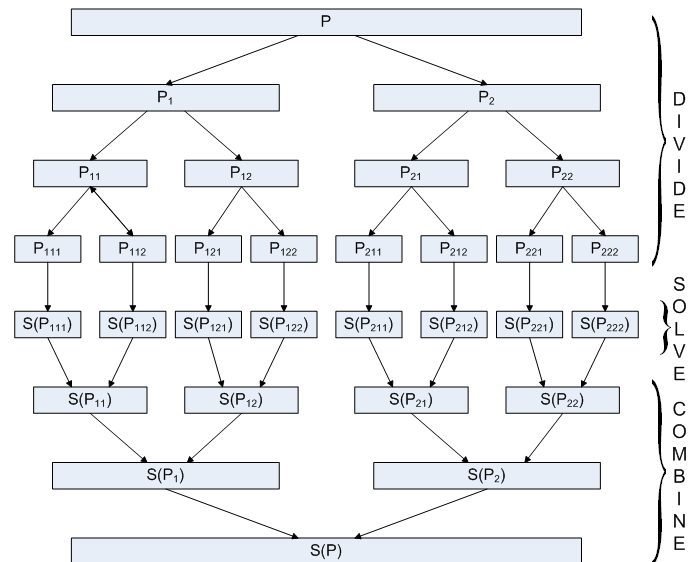 P
P₁ P₂
P₁₁ P₁₂ P₂₁ P₂₂
P₁₁₁ P₁₁₂ P₁₂₁ P₁₂₂ P₂₁₁ P₂₁₂ P₂₂₁ P₂₂₂
S(P₁₁₁) S(P₁₁₂) S(P₁₂₁) S(P₁₂₂) S(P₂₁₁) S(P₂₁₂) S(P₂₂₁) S(P₂₂₂)
S(P₁₁) S(P₁₂) S(P₂₁) S(P₂₂)
S(P₁) S(P₂)
S(P)
DIVIDE
SOLVE
COMBINE